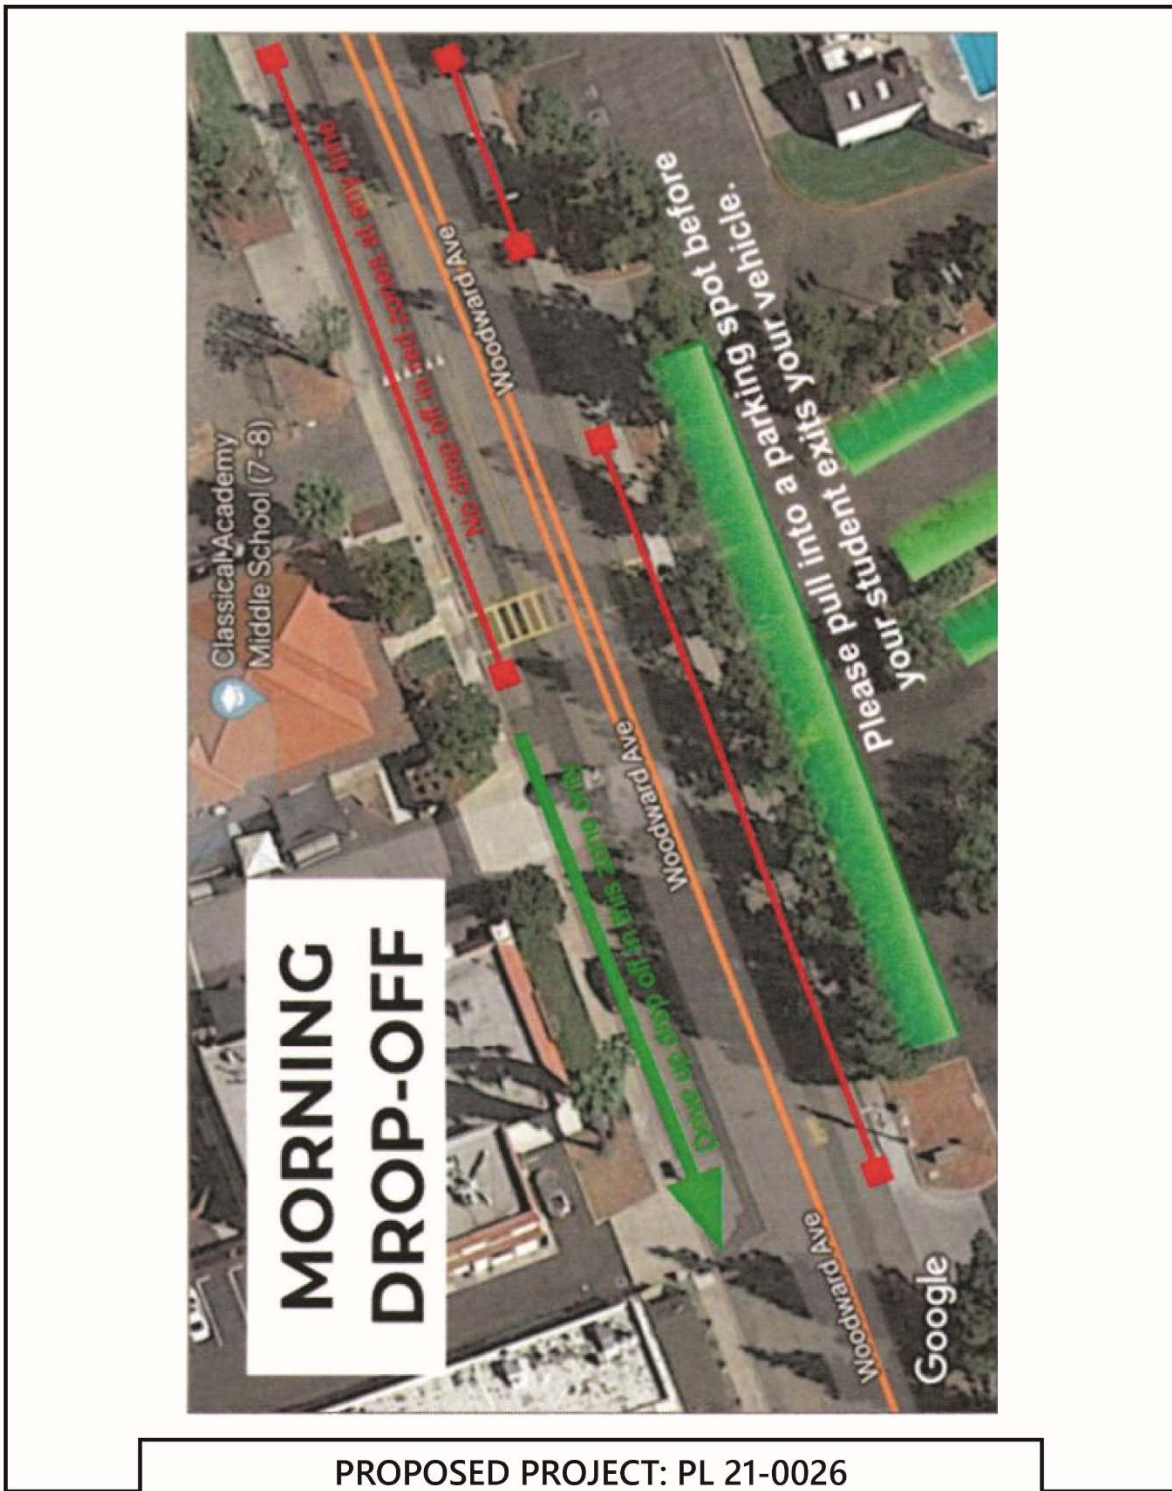 MORNING
DROP-OFF
Classical Academy
Middle School (7-8)
No drop off in red zones at any time
Woodward Ave
Drive up drop off in this zone only
Woodward Ave
Woodward Ave
Please pull into a parking spot before
your student exits your vehicle.
Google
PROPOSED PROJECT: PL 21-0026